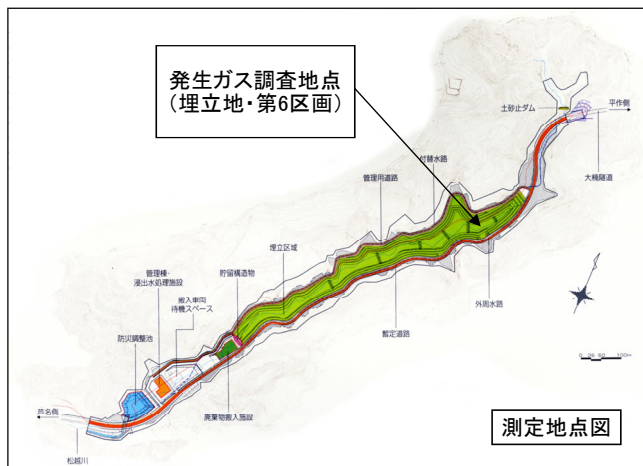 発生ガス調査地点
(埋立地・第6区画)
土砂止ダム
平作側
大楠隧道
付替水路
管理用道路
埋立区域
貯留構造物
管理棟・
浸出水処理施設
搬入車両
待機スペース
防災調整池
外周水路
暫定道路
0 25 50 100m
芦名側
廃棄物搬入施設
松越川
測定地点図